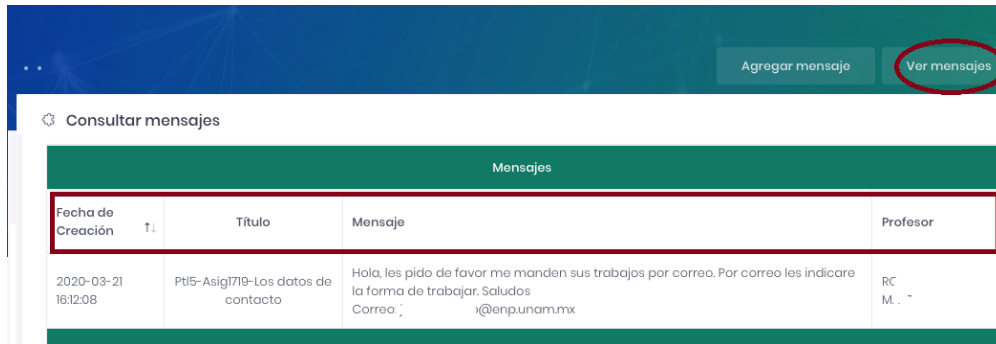 Agregar mensaje
Ver mensajes
Consultar mensajes
Mensajes
Fecha de
Creación
Título
Mensaje
Profesor
2020-03-21
16:12:08
Ptl5-Asig1719-Los datos de
contacto
Hola, les pido de favor me manden sus trabajos por correo. Por correo les indicare
la forma de trabajar. Saludos
Correo: @enp.unam.mx